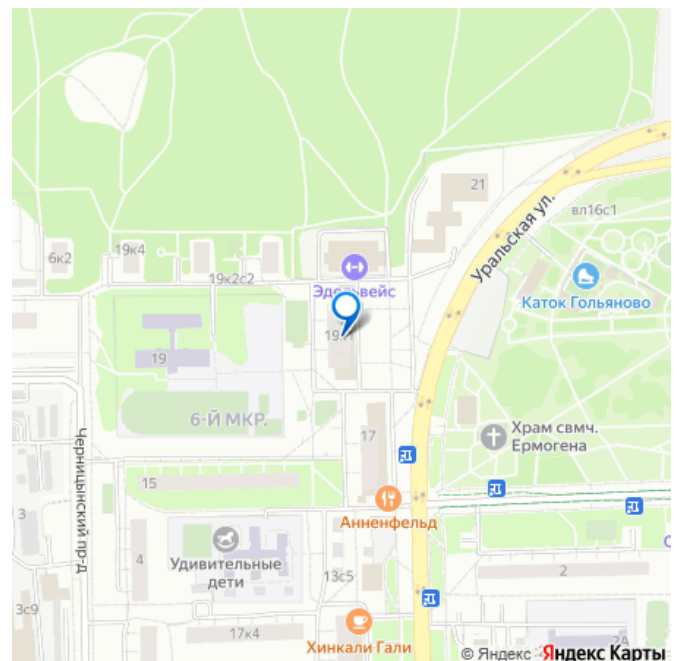 21
вл16с1
Уральская ул.
19к4
6к2
19к2с2
Эдельвейс
Каток Гольяново
19
6-Й МКР.
17
Храм свмч.
Ермогена
Черницынский пр-д
15
Анненфельд
3
4
Удивительные
дети
13с5
2
3с9
17к4
Хинкали Гали
2А
© Яндекс
Яндекс Карты